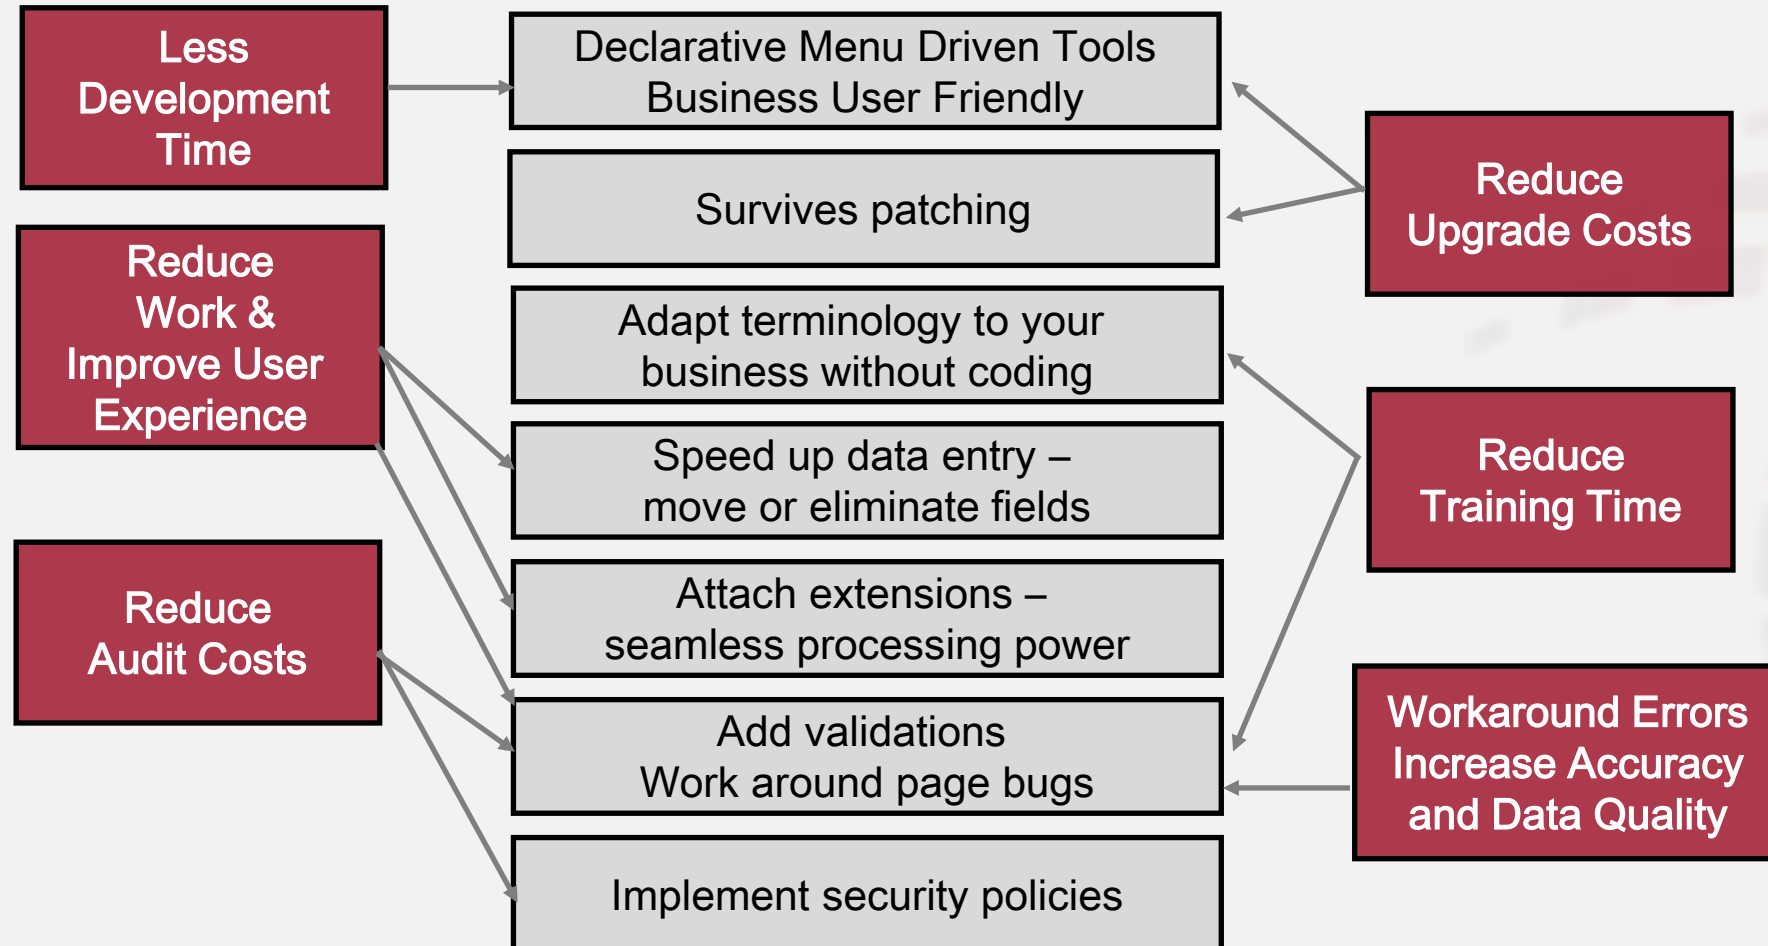 Less
Development
Time
Reduce
Work &
Improve User
Experience
Reduce
Audit Costs
Declarative Menu Driven Tools
Business User Friendly
Survives patching
Adapt terminology to your
business without coding
Speed up data entry –
move or eliminate fields
Attach extensions –
seamless processing power
Add validations
Work around page bugs
Implement security policies
Reduce
Upgrade Costs
Reduce
Training Time
Workaround Errors
Increase Accuracy
and Data Quality